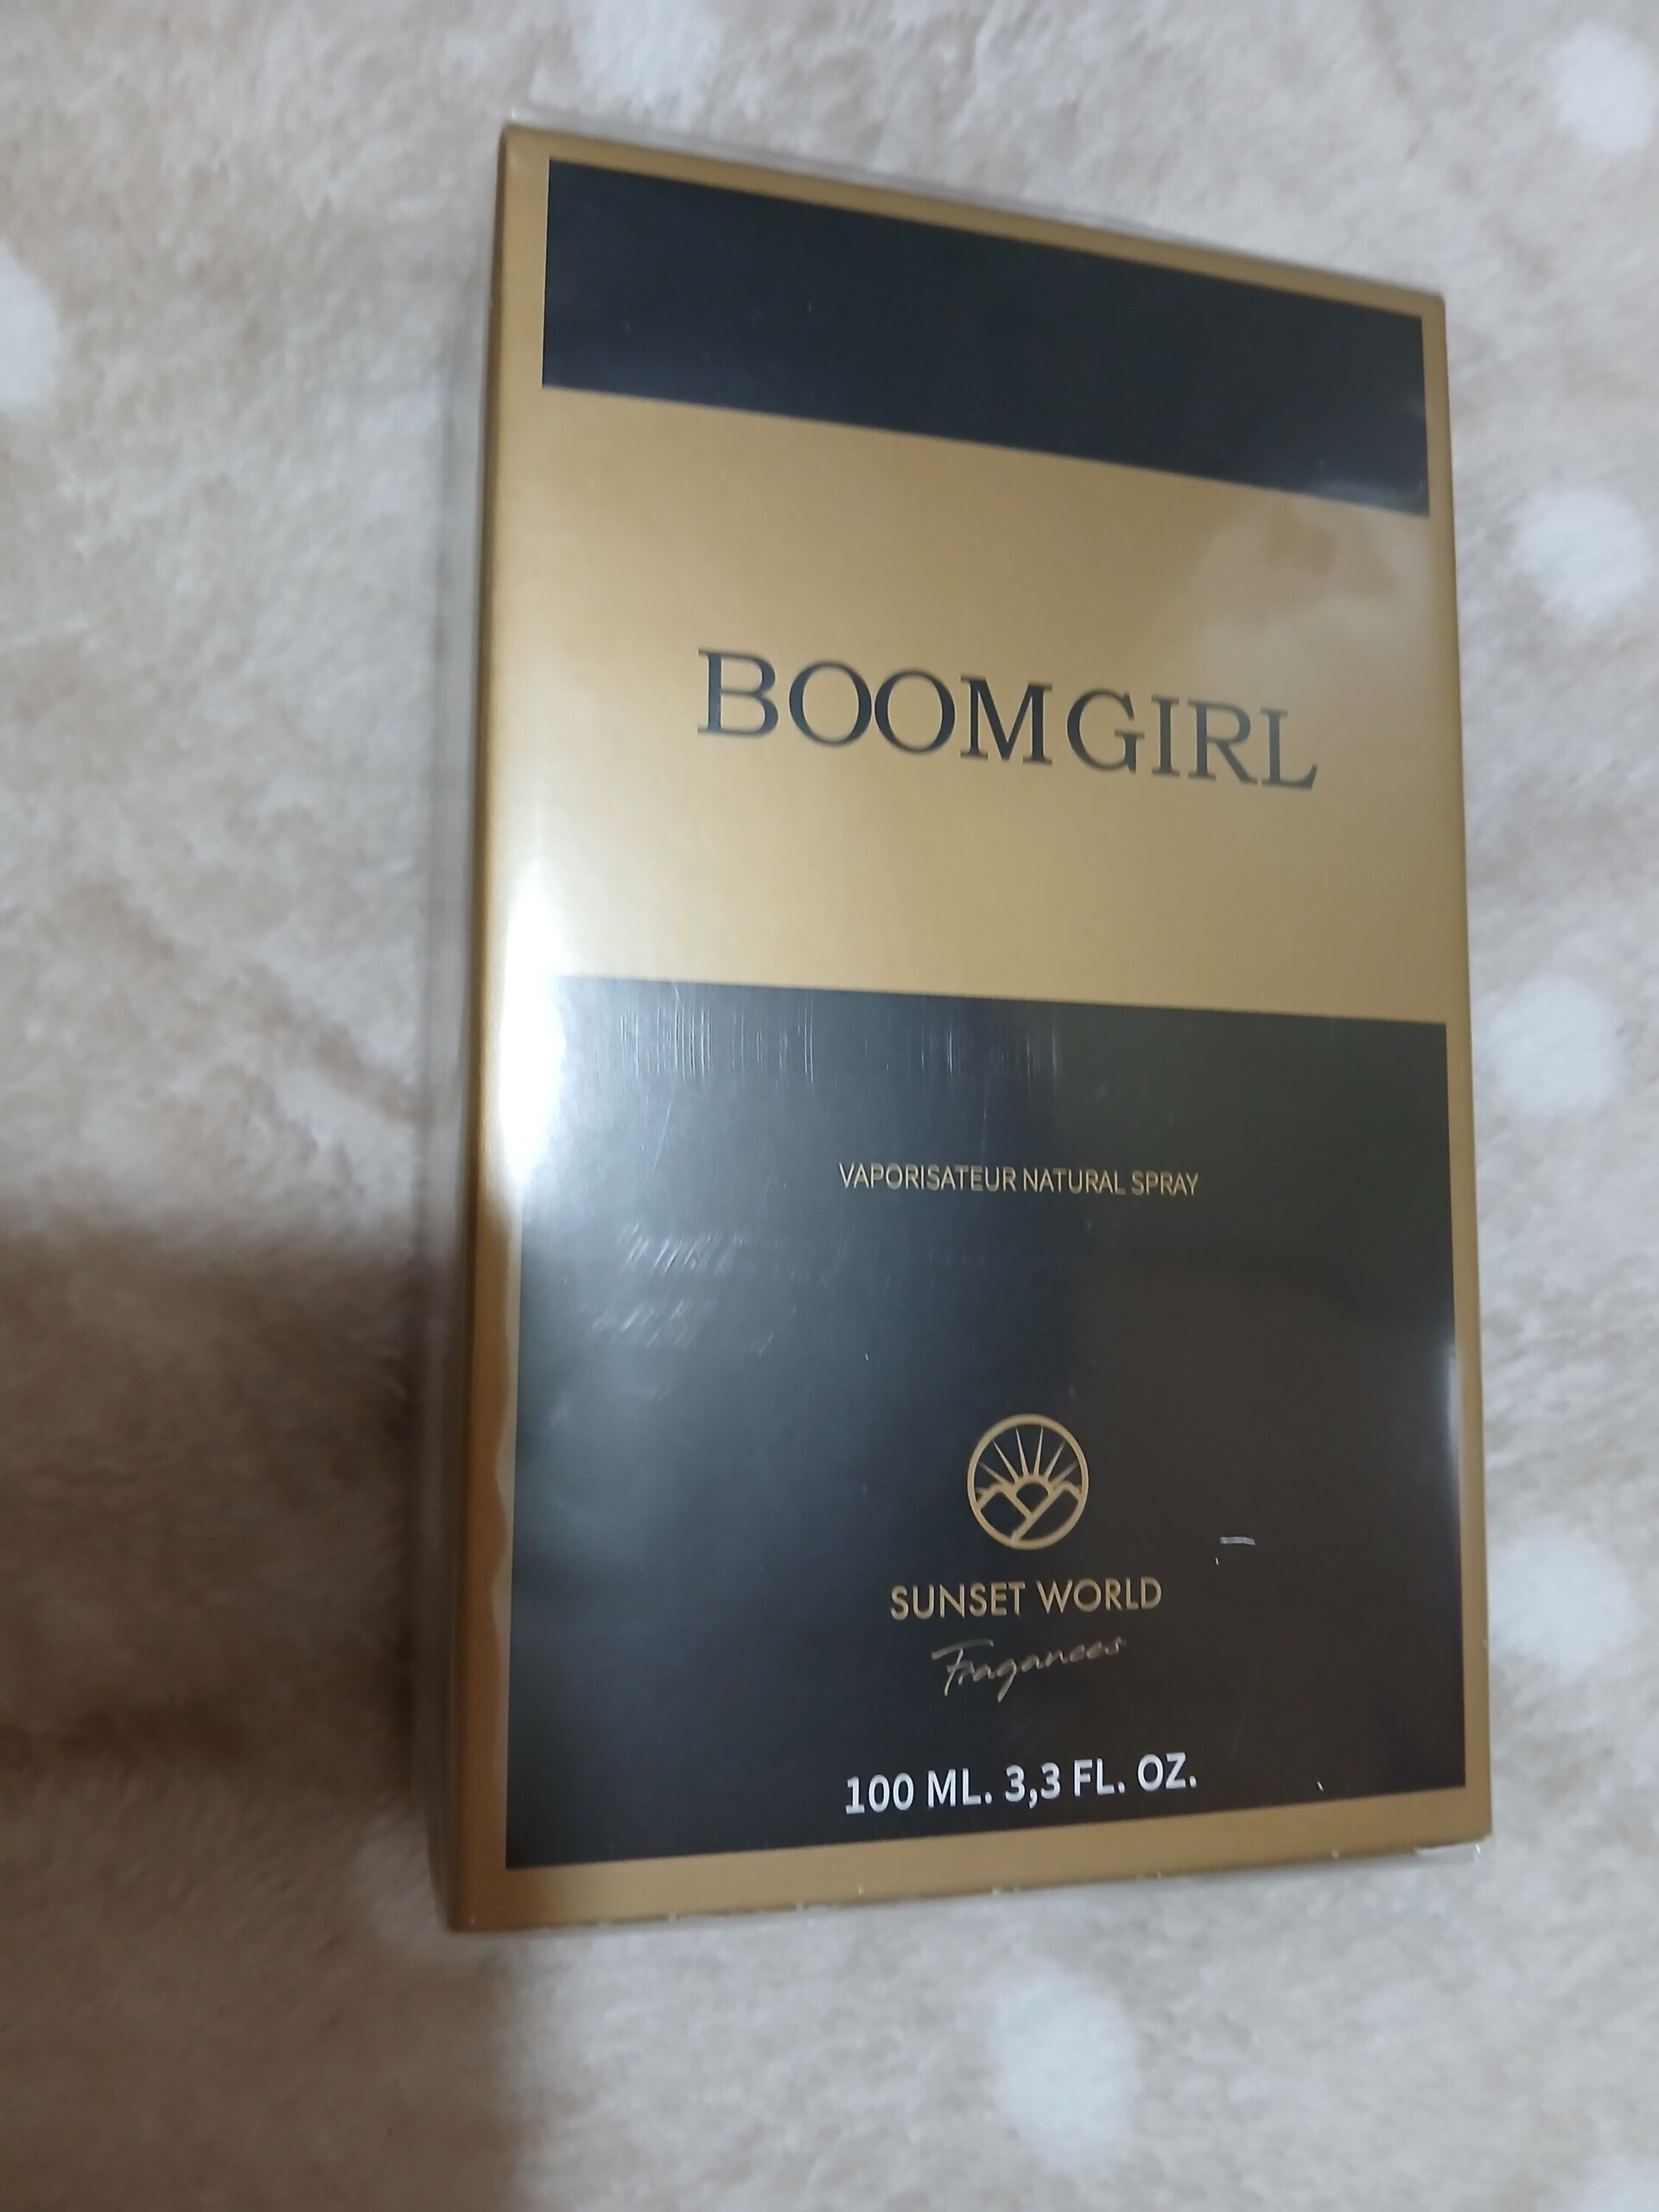 BOOMGIRL
VAPORISATEUR NATURAL SPRAY
SUNSET WORLD
Fragances
100 ML. 3,3 FL. OZ.